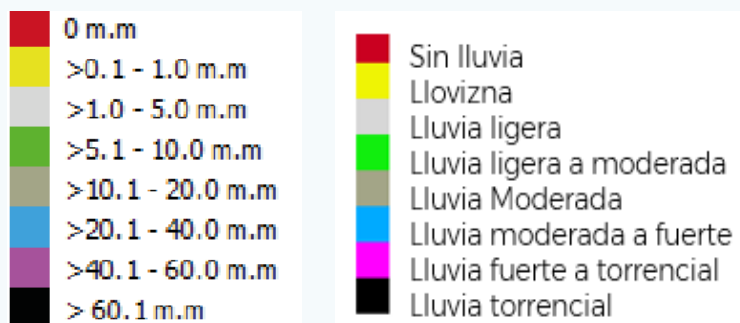 0 m.m
>0.1 - 1.0 m.m
>1.0 - 5.0 m.m
>5.1 - 10.0 m.m
>10.1 - 20.0 m.m
>20.1 - 40.0 m.m
>40.1 - 60.0 m.m
> 60.1 m.m
Sin lluvia
Llovizna
Lluvia ligera
Lluvia ligera a moderada
Lluvia Moderada
Lluvia moderada a fuerte
Lluvia fuerte a torrencial
Lluvia torrencial